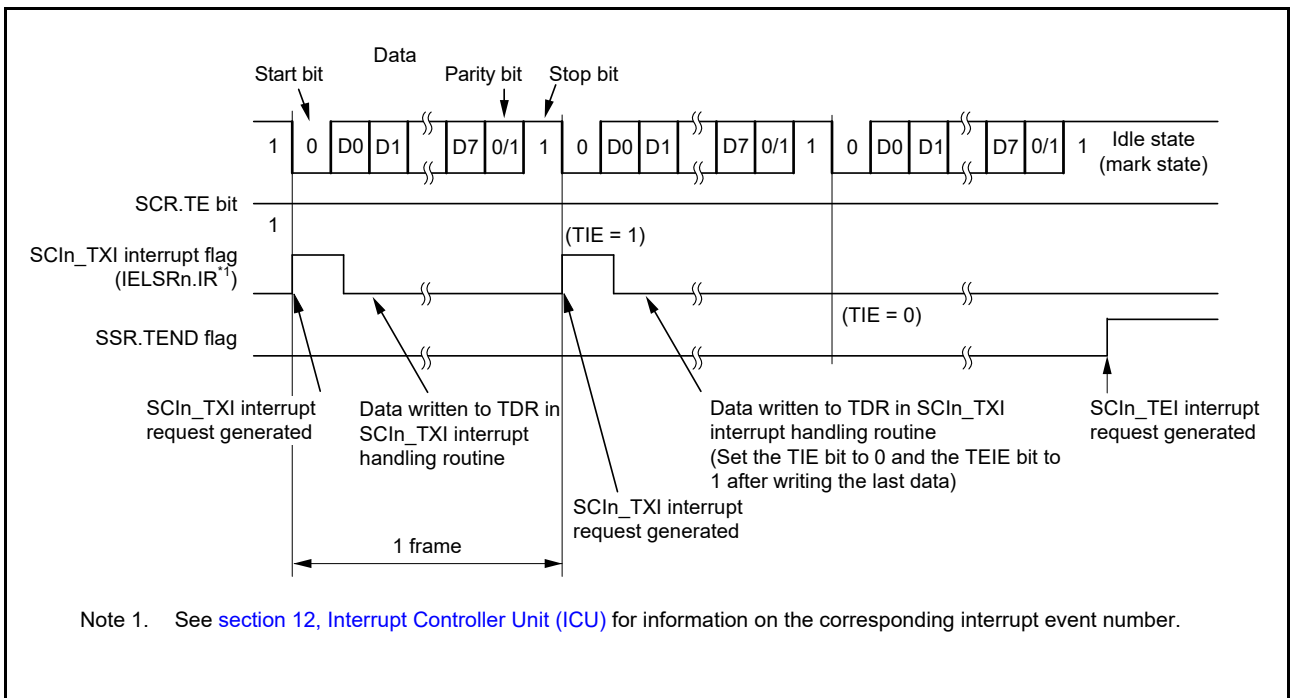 Data
Start bit Parity bit Stop bit
1 0 D0 D1 D7 0/1 1 0 D0 D1 D7 0/1 1 0 D0 D1 D7 0/1 1 Idle state
(mark state)
SCR.TE bit
1
(TIE = 1)
SCIn_TXI interrupt flag
(IELSRn.IR*1)
(TIE = 0)
SSR.TEND flag
SCIn_TXI interrupt
request generated
Data written to TDR in
SCIn_TXI interrupt
handling routine
Data written to TDR in SCIn_TXI
interrupt handling routine
(Set the TIE bit to 0 and the TEIE bit to
1 after writing the last data)
SCIn_TEI interrupt
request generated
SCIn_TXI interrupt
request generated
1 frame
Note 1. See section 12, Interrupt Controller Unit (ICU) for information on the corresponding interrupt event number.